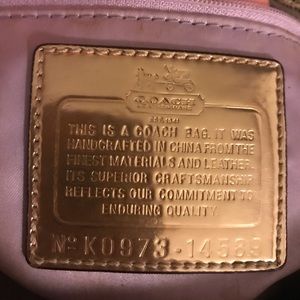 COACH
EST. 1941
THIS IS A COACH BAG. IT WAS
HANDCRAFTED IN CHINA FROM THE
FINEST MATERIALS AND LEATHER.
ITS SUPERIOR CRAFTSMANSHIP
REFLECTS OUR COMMITMENT TO
ENDURING QUALITY.
No K0973-14589